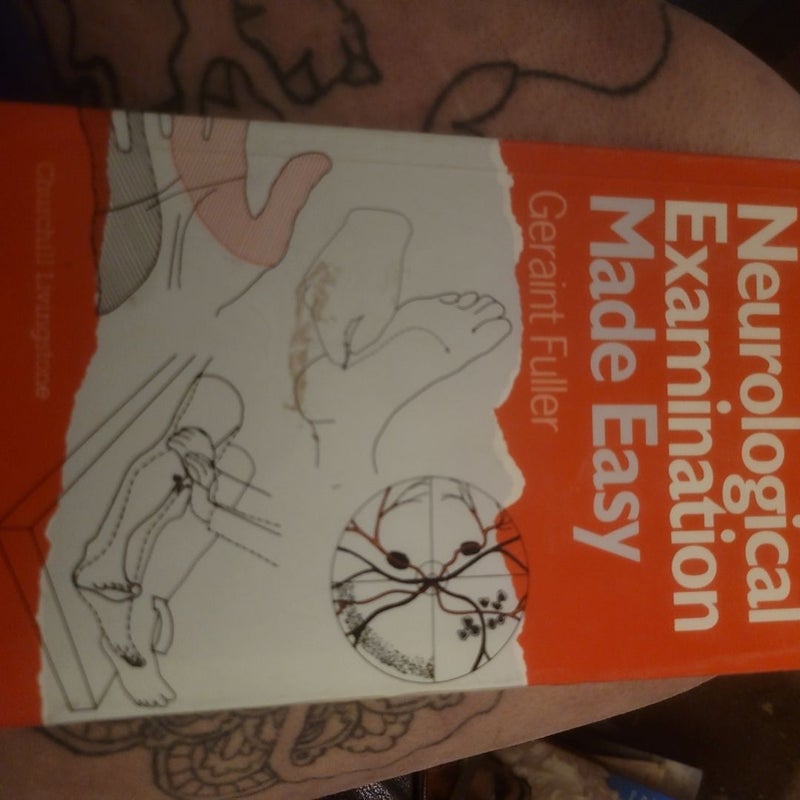 Neurological
Examination
Made Easy
Geraint Fuller
Churchill Livingstone